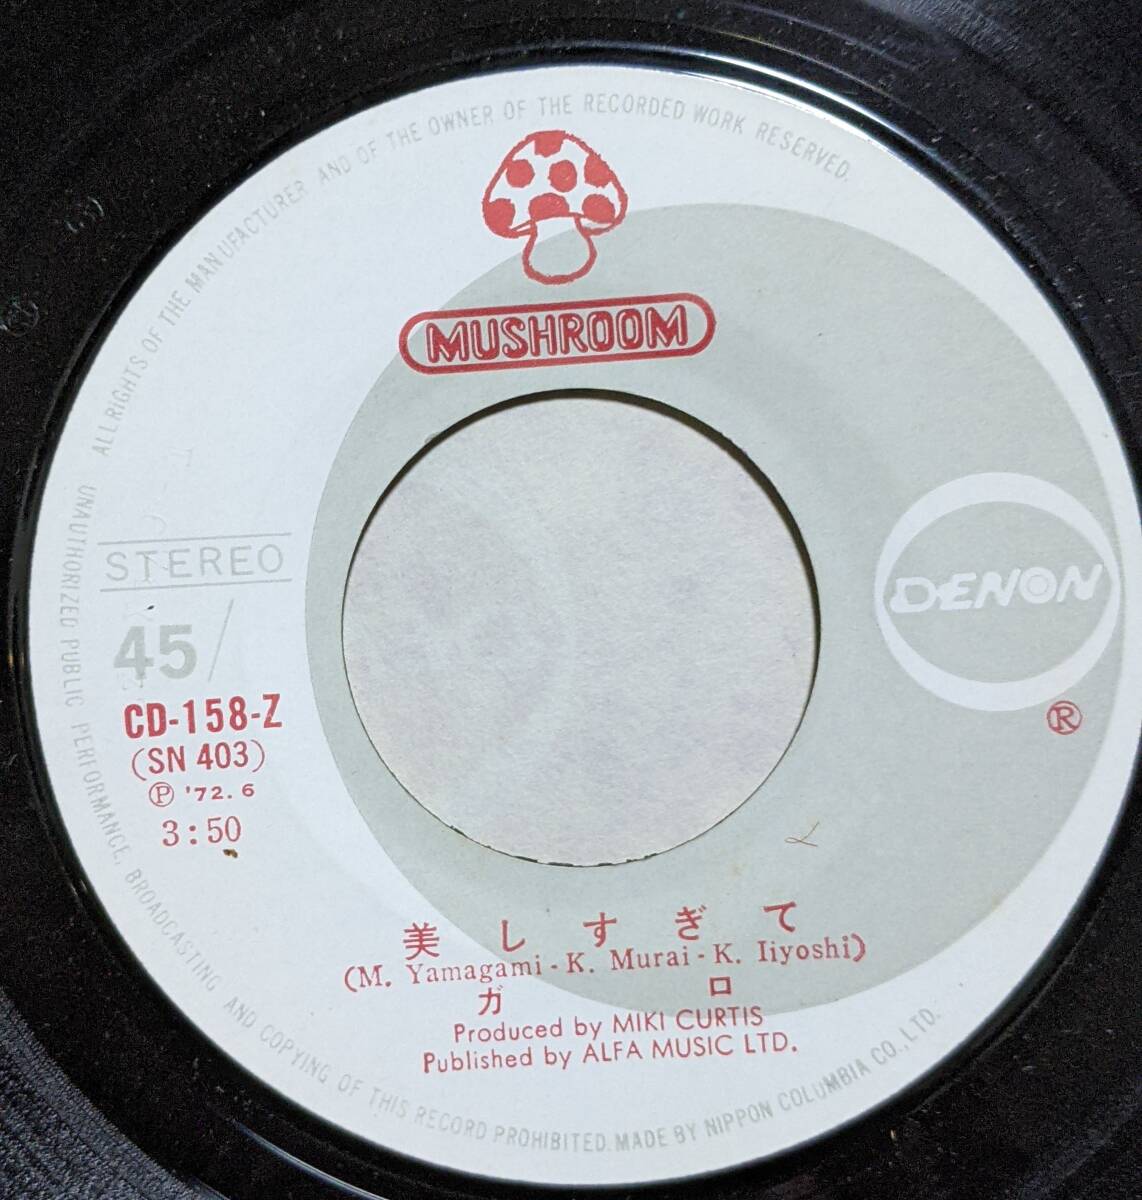 ALL RIGHTS OF THE MANUFACTURER AND OF THE OWNER OF THE RECORDED WORK RESERVED.
MUSHROOM
DENON
®
STEREO
45/
CD-158-Z
(SN 403)
Ⓟ '72.6
3:50
美しすぎて
(M. Yamagami - K. Murai - K. Iiyoshi)
ガロ
Produced by MIKI CURTIS
Published by ALFA MUSIC LTD.
UNAUTHORIZED PUBLIC PERFORMANCE, BROADCASTING AND COPYING OF THIS RECORD PROHIBITED. MADE BY NIPPON COLUMBIA CO., LTD.